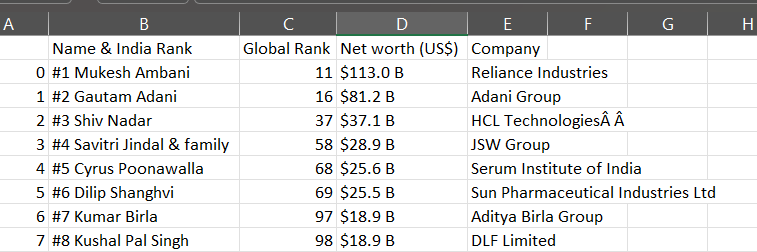 A B C D E F G H
Name & India Rank Global Rank Net worth (US$) Company
0 #1 Mukesh Ambani 11 $113.0 B Reliance Industries
1 #2 Gautam Adani 16 $81.2 B Adani Group
2 #3 Shiv Nadar 37 $37.1 B HCL TechnologiesÂ Â
3 #4 Savitri Jindal & family 58 $28.9 B JSW Group
4 #5 Cyrus Poonawalla 68 $25.6 B Serum Institute of India
5 #6 Dilip Shanghvi 69 $25.5 B Sun Pharmaceutical Industries Ltd
6 #7 Kumar Birla 97 $18.9 B Aditya Birla Group
7 #8 Kushal Pal Singh 98 $18.9 B DLF Limited